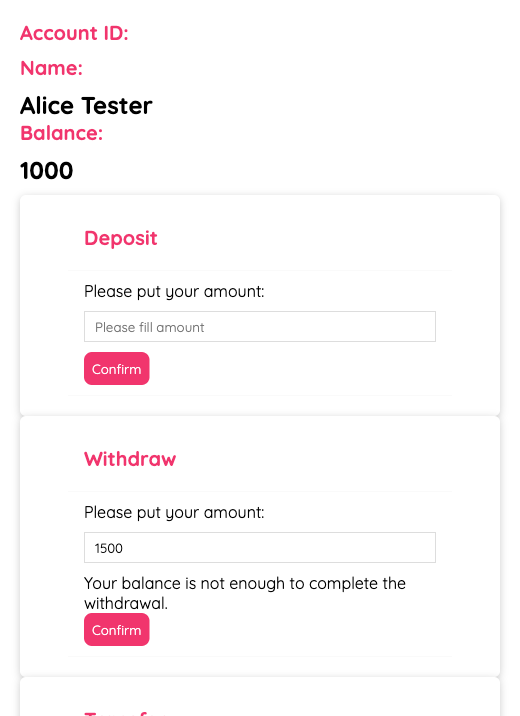 Account ID:
Name:
Alice Tester
Balance:
1000
Deposit
Please put your amount:
Please fill amount
Confirm
Withdraw
Please put your amount:
1500
Your balance is not enough to complete the
withdrawal.
Confirm